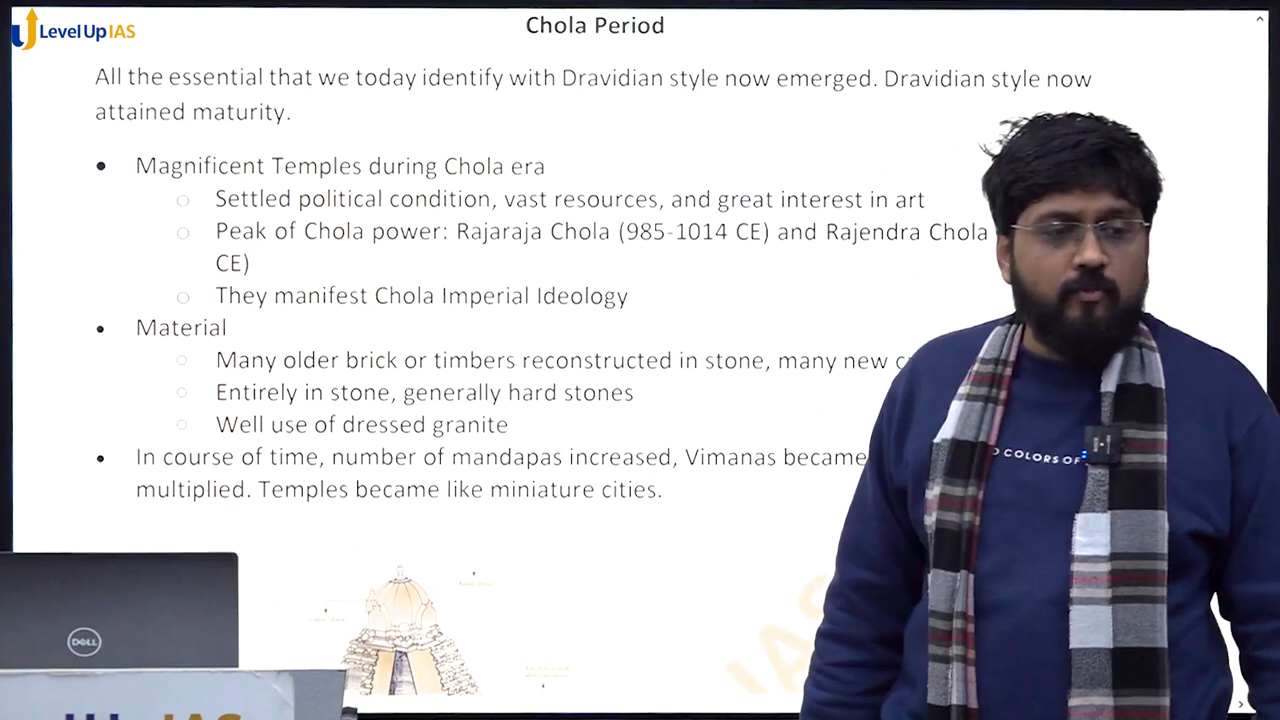 Chola Period
LevelUp IAS
All the essential that we today identify with Dravidian style now emerged. Dravidian style now
attained maturity.
• Magnificent Temples during Chola era
○ Settled political condition, vast resources, and great interest in art
○ Peak of Chola power: Rajaraja Chola (985-1014 CE) and Rajendra Chola
CE)
○ They manifest Chola Imperial Ideology
• Material
○ Many older brick or timbers reconstructed in stone, many new
○ Entirely in stone, generally hard stones
○ Well use of dressed granite
• In course of time, number of mandapas increased, Vimanas became
multiplied. Temples became like miniature cities.
COLORS OF
DELL
IAS
IAS